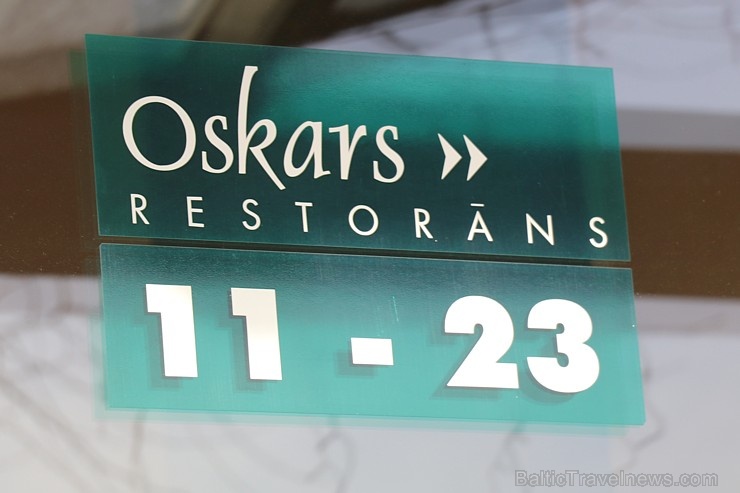 Oskars »
RESTORĀNS
11 - 23
BalticTravelnews.com